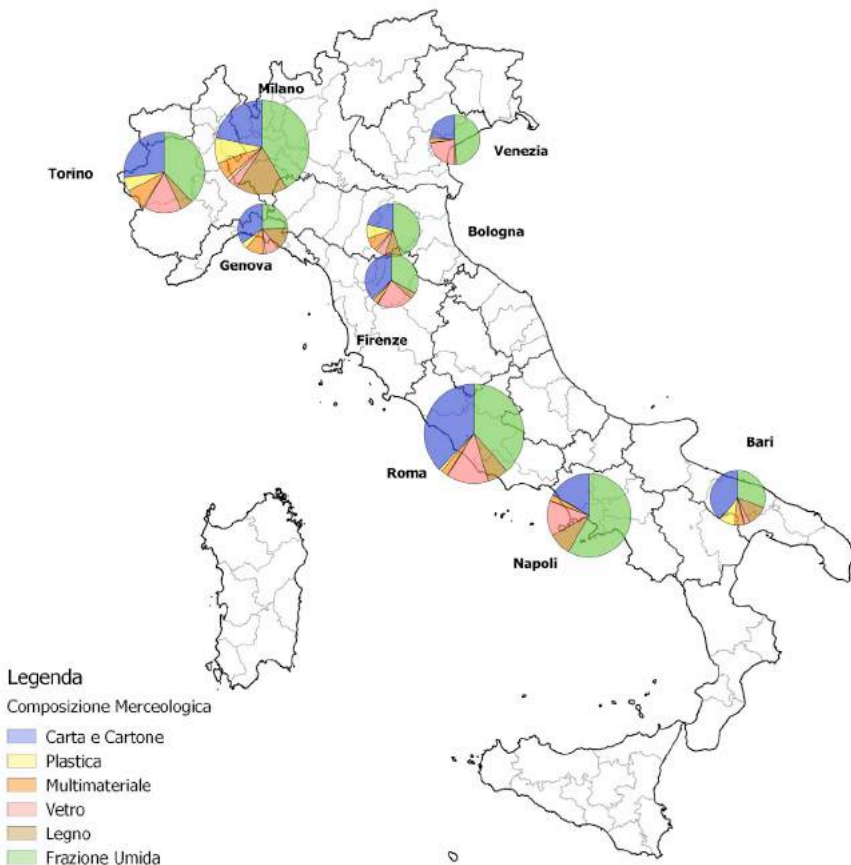 Milano
Venezia
Torino
Bologna
Genova
Firenze
Bari
Roma
Napoli
Legenda
Composizione Merceologica
Carta e Cartone
Plastica
Multimateriale
Vetro
Legno
Frazione Umida